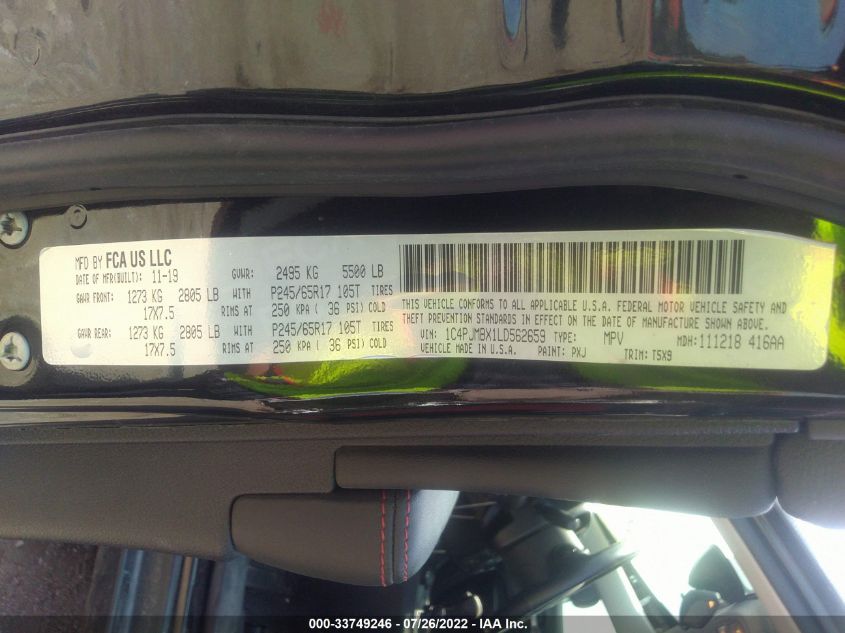 MFD BY FCA US LLC
DATE OF MFR(BUILT): 11-19 GVWR: 2495 KG 5500 LB
GAWR FRONT: 1273 KG 2805 LB WITH P245/65R17 105T TIRES
17X7.5 RIMS AT 250 KPA ( 36 PSI) COLD
GAWR REAR: 1273 KG 2805 LB WITH P245/65R17 105T TIRES
17X7.5 RIMS AT 250 KPA ( 36 PSI) COLD
THIS VEHICLE CONFORMS TO ALL APPLICABLE U.S.A. FEDERAL MOTOR VEHICLE SAFETY AND
THEFT PREVENTION STANDARDS IN EFFECT ON THE DATE OF MANUFACTURE SHOWN ABOVE.
VIN: 1C4PJMBX1LD562659 TYPE: MPV MDH: 111218 416AA
VEHICLE MADE IN U.S.A. PAINT: PXJ TRIM: T5X9
000-33749246 - 07/26/2022 - IAA Inc.